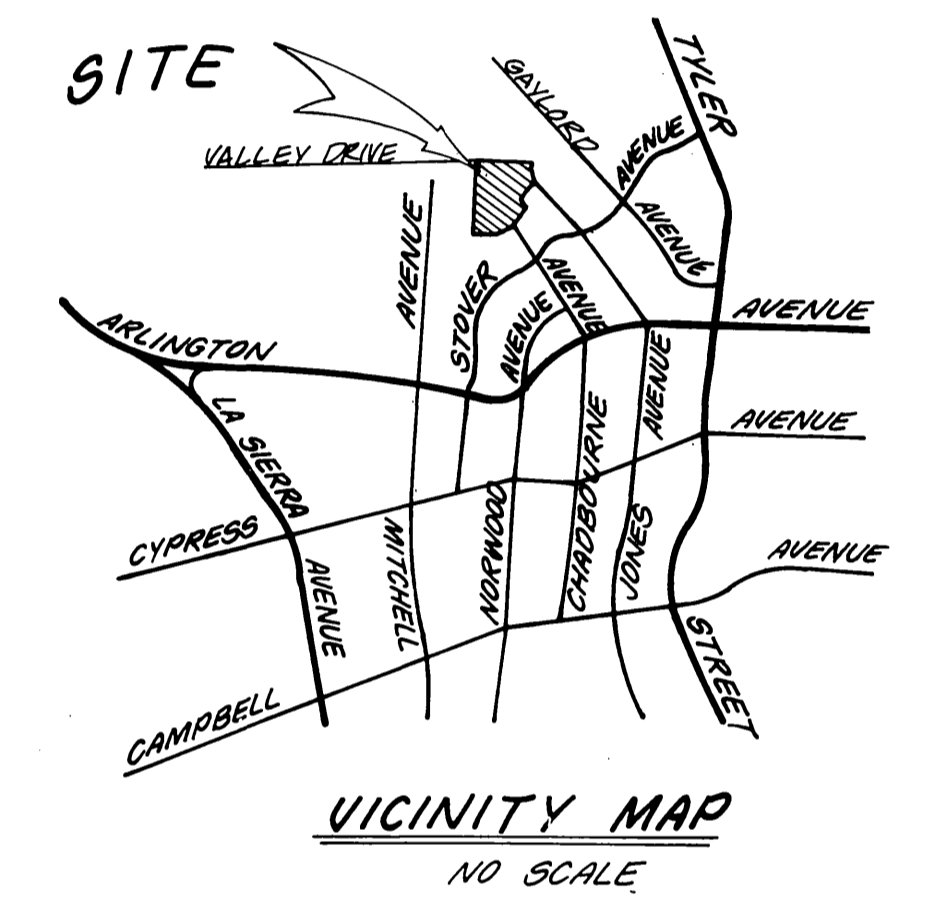 SITE
TYLER
GAYLORD
AVENUE
VALLEY DRIVE
AVENUE
AVENUE
STOVER
AVENUE
AVENUE
AVENUE
ARLINGTON
AVENUE
AVENUE
LA SIERRA
CHADBOURNE
NORWOOD
CYPRESS
MITCHELL
JONES
AVENUE
AVENUE
STREET
CAMPBELL
VICINITY MAP
NO SCALE